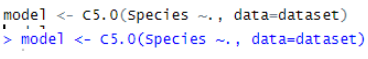 model <- C5.0(Species ~., data=dataset)
> model <- C5.0(Species ~., data=dataset)